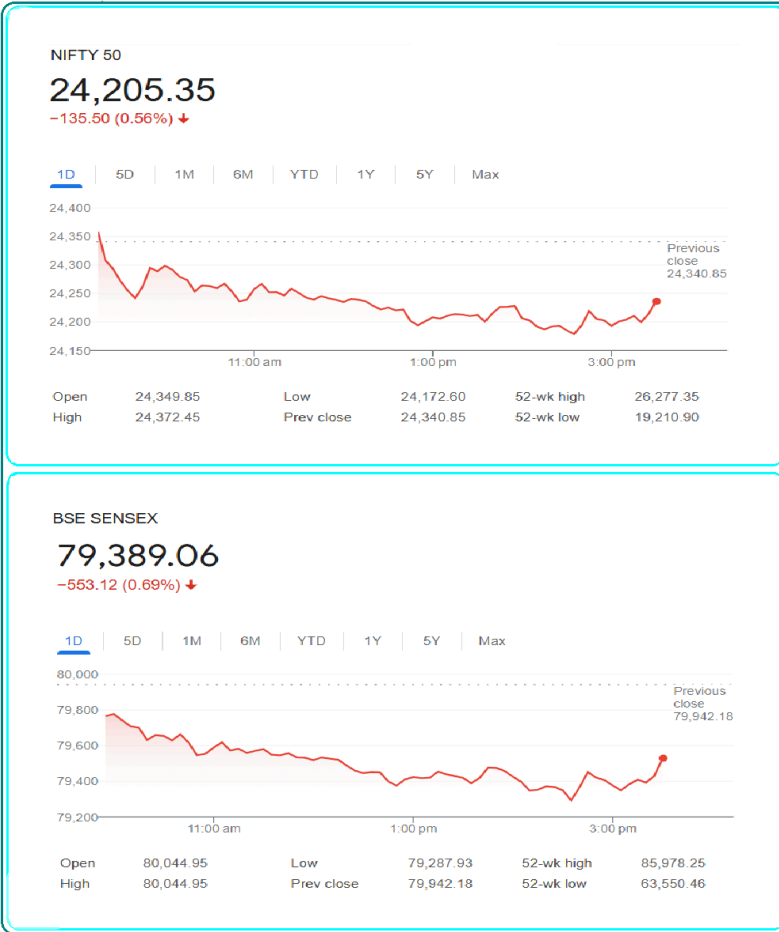 NIFTY 50
24,205.35
−135.50 (0.56%) ↓
1D 5D 1M 6M YTD 1Y 5Y Max
24,400
24,350
24,300
24,250
24,200
24,150
Previous
close
24,340.85
11:00 am 1:00 pm 3:00 pm
Open 24,349.85 Low 24,172.60 52-wk high 26,277.35
High 24,372.45 Prev close 24,340.85 52-wk low 19,210.90
BSE SENSEX
79,389.06
−553.12 (0.69%) ↓
1D 5D 1M 6M YTD 1Y 5Y Max
80,000
79,800
79,600
79,400
79,200
Previous
close
79,942.18
11:00 am 1:00 pm 3:00 pm
Open 80,044.95 Low 79,287.93 52-wk high 85,978.25
High 80,044.95 Prev close 79,942.18 52-wk low 63,550.46